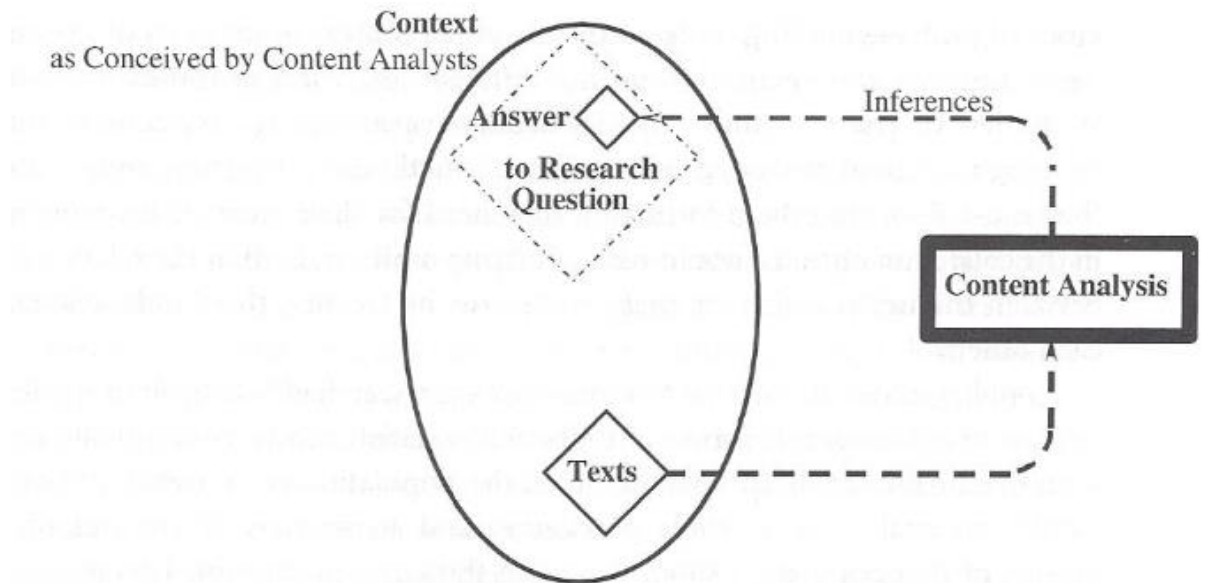 Context
as Conceived by Content Analysts
Answer
to Research
Question
Inferences
Content Analysis
Texts